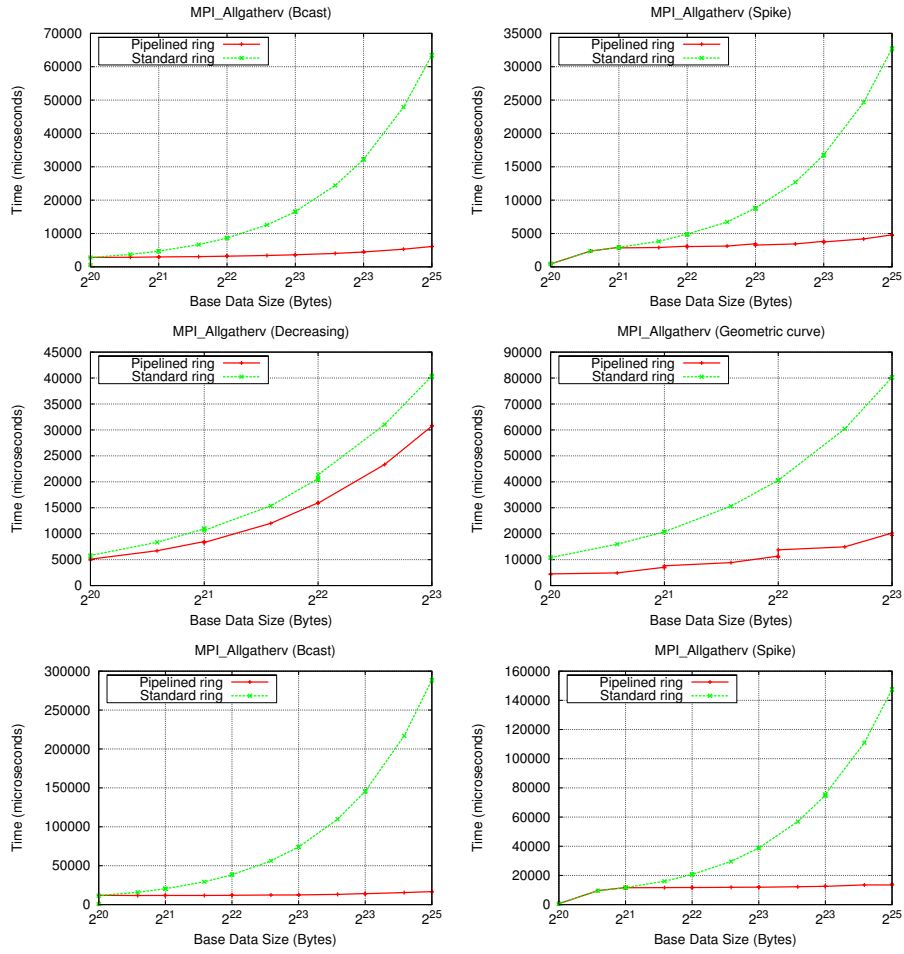 MPI_Allgatherv (Bcast)
Pipelined ring
Standard ring
Time (microseconds)
70000
60000
50000
40000
30000
20000
10000
0
2^20 2^21 2^22 2^23 2^23 2^25
Base Data Size (Bytes)
MPI_Allgatherv (Spike)
Pipelined ring
Standard ring
Time (microseconds)
35000
30000
25000
20000
15000
10000
5000
0
2^20 2^21 2^22 2^23 2^23 2^25
Base Data Size (Bytes)
MPI_Allgatherv (Decreasing)
Pipelined ring
Standard ring
Time (microseconds)
45000
40000
35000
30000
25000
20000
15000
10000
5000
0
2^20 2^21 2^22 2^23
Base Data Size (Bytes)
MPI_Allgatherv (Geometric curve)
Pipelined ring
Standard ring
Time (microseconds)
90000
80000
70000
60000
50000
40000
30000
20000
10000
0
2^20 2^21 2^22 2^23
Base Data Size (Bytes)
MPI_Allgatherv (Bcast)
Pipelined ring
Standard ring
Time (microseconds)
300000
250000
200000
150000
100000
50000
0
2^20 2^21 2^22 2^23 2^23 2^25
Base Data Size (Bytes)
MPI_Allgatherv (Spike)
Pipelined ring
Standard ring
Time (microseconds)
160000
140000
120000
100000
80000
60000
40000
20000
0
2^20 2^21 2^22 2^23 2^23 2^25
Base Data Size (Bytes)